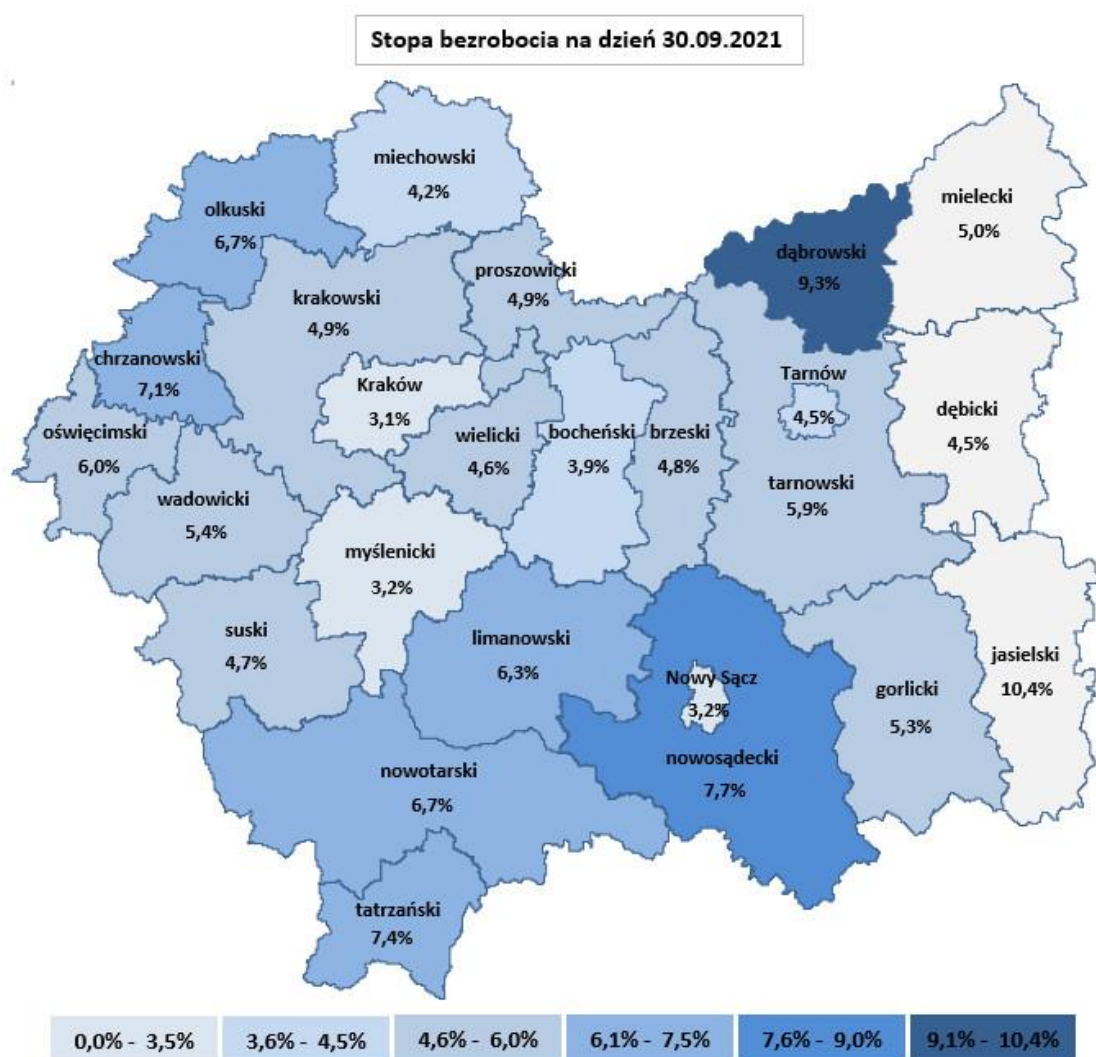 Stopa bezrobocia na dzień 30.09.2021
miechowski
4,2%
olkuski
6,7%
mielecki
5,0%
dąbrowski
9,3%
proszowicki
4,9%
krakowski
4,9%
chrzanowski
7,1%
Kraków
3,1%
Tarnów
4,5%
dębicki
4,5%
oświęcimski
6,0%
wielicki
4,6%
bocheński
3,9%
brzeski
4,8%
tarnowski
5,9%
wadowicki
5,4%
myślenicki
3,2%
suski
4,7%
limanowski
6,3%
Nowy Sącz
3,2%
gorlicki
5,3%
jasielski
10,4%
nowosądecki
7,7%
nowotarski
6,7%
tatrzański
7,4%
0,0% - 3,5%
3,6% - 4,5%
4,6% - 6,0%
6,1% - 7,5%
7,6% - 9,0%
9,1% - 10,4%